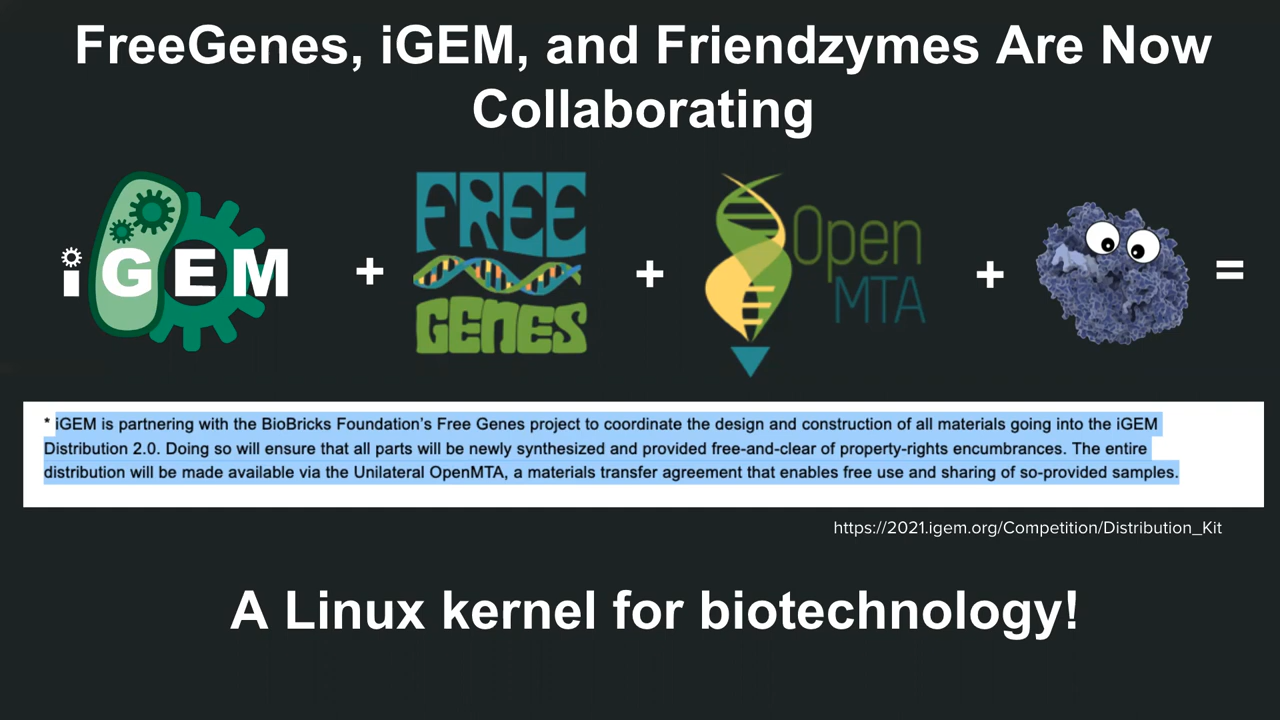 FreeGenes, iGEM, and Friendzymes Are Now
Collaborating
iGEM + FREE GENES + Open MTA + =
* iGEM is partnering with the BioBricks Foundation's Free Genes project to coordinate the design and construction of all materials going into the iGEM
Distribution 2.0. Doing so will ensure that all parts will be newly synthesized and provided free-and-clear of property-rights encumbrances. The entire
distribution will be made available via the Unilateral OpenMTA, a materials transfer agreement that enables free use and sharing of so-provided samples.
https://2021.igem.org/Competition/Distribution_Kit
A Linux kernel for biotechnology!